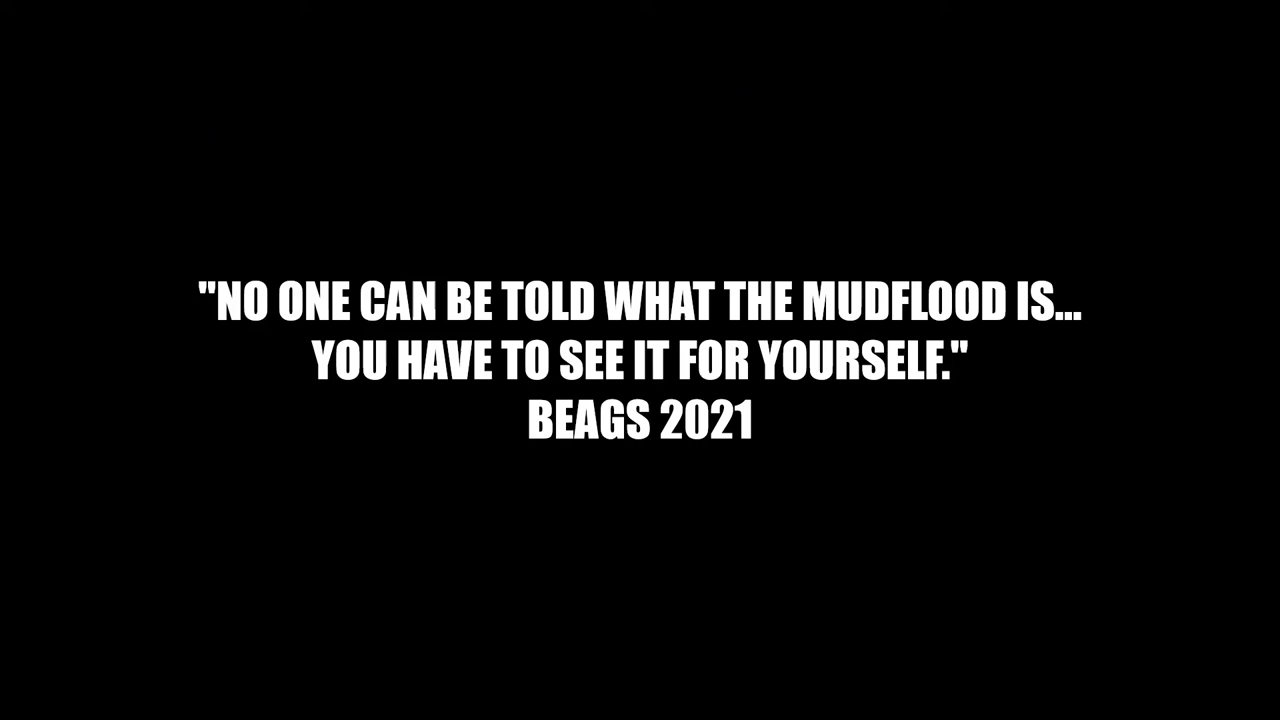 "NO ONE CAN BE TOLD WHAT THE MUDFLOOD IS...
YOU HAVE TO SEE IT FOR YOURSELF."
BEAGS 2021